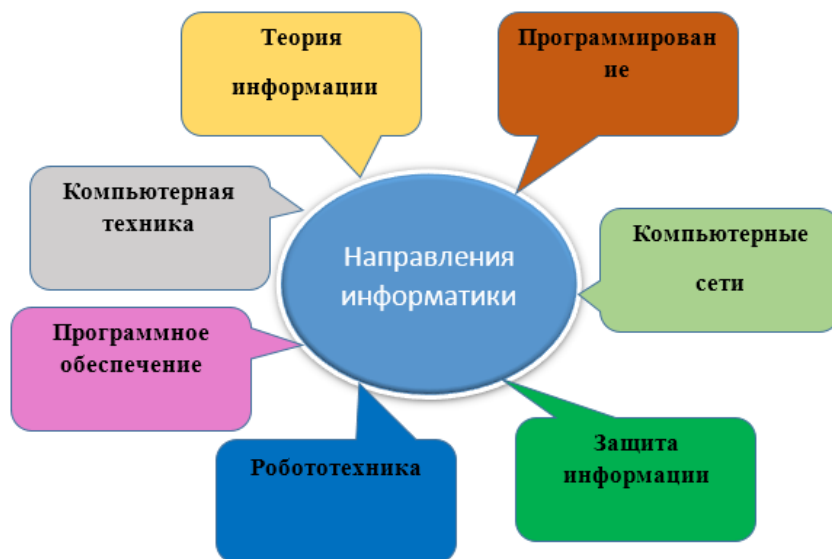 Теория
информации
Программирован
ие
Компьютерная
техника
Компьютерные
сети
Направления
информатики
Программное
обеспечение
Робототехника
Защита
информации